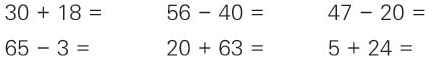 30 + 18 = 56 − 40 = 47 − 20 =
65 − 3 = 20 + 63 = 5 + 24 =